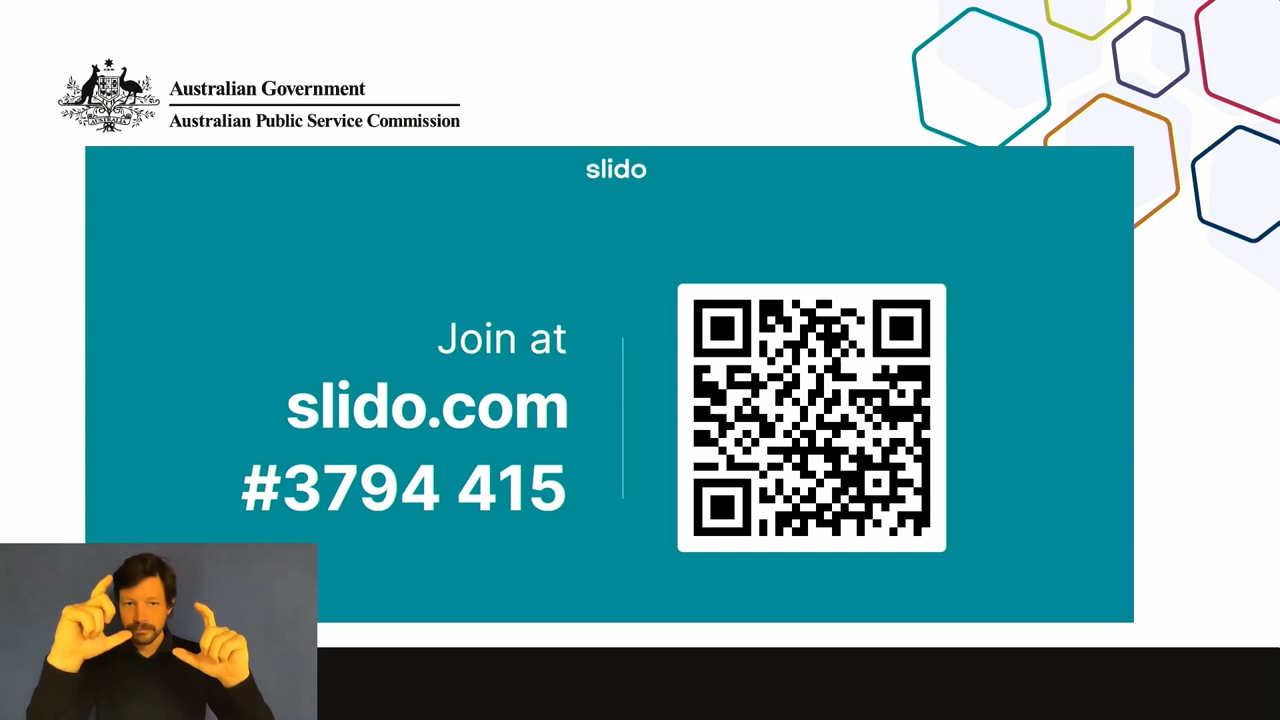 Australian Government
Australian Public Service Commission
slido
Join at
slido.com
#3794 415